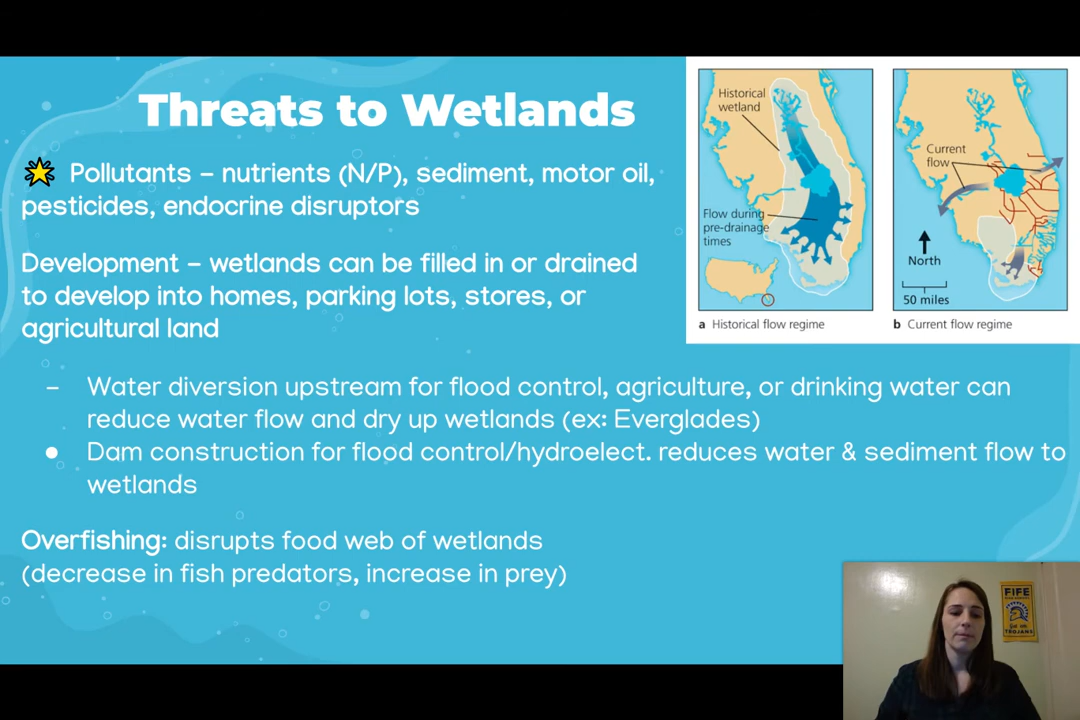 Threats to Wetlands
Pollutants – nutrients (N/P), sediment, motor oil,
pesticides, endocrine disruptors
Development – wetlands can be filled in or drained
to develop into homes, parking lots, stores, or
agricultural land
– Water diversion upstream for flood control, agriculture, or drinking water can
reduce water flow and dry up wetlands (ex: Everglades)
● Dam construction for flood control/hydroelect. reduces water & sediment flow to
wetlands
Overfishing: disrupts food web of wetlands
(decrease in fish predators, increase in prey)
Historical
wetland
Flow during
pre-drainage
times
a Historical flow regime
Current
flow
North
50 miles
b Current flow regime
FIFE
TROJANS